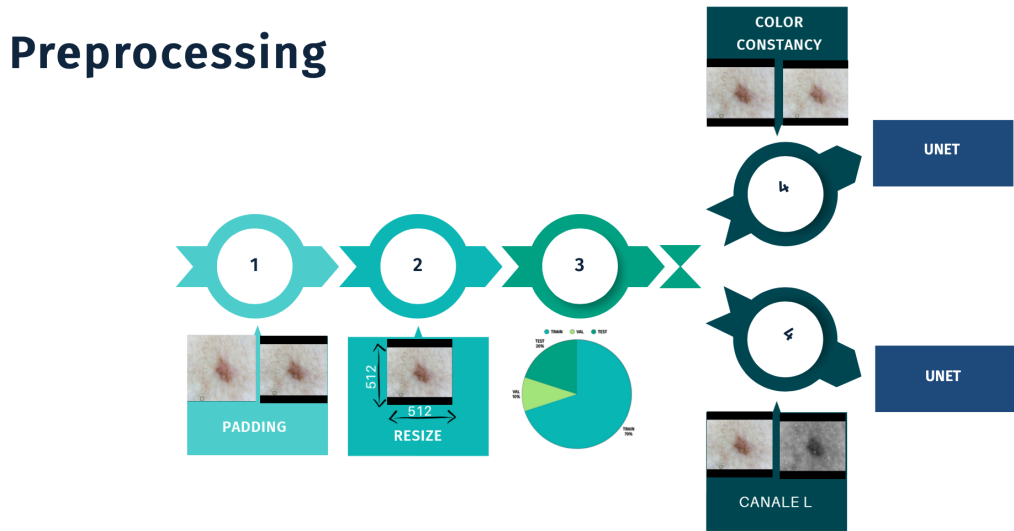 Preprocessing
COLOR
CONSTANCY
UNET
4
1
2
3
TRAIN
VAL
TEST
TEST
20%
VAL
10%
TRAIN
70%
512
512
PADDING
RESIZE
4
UNET
CANALE L